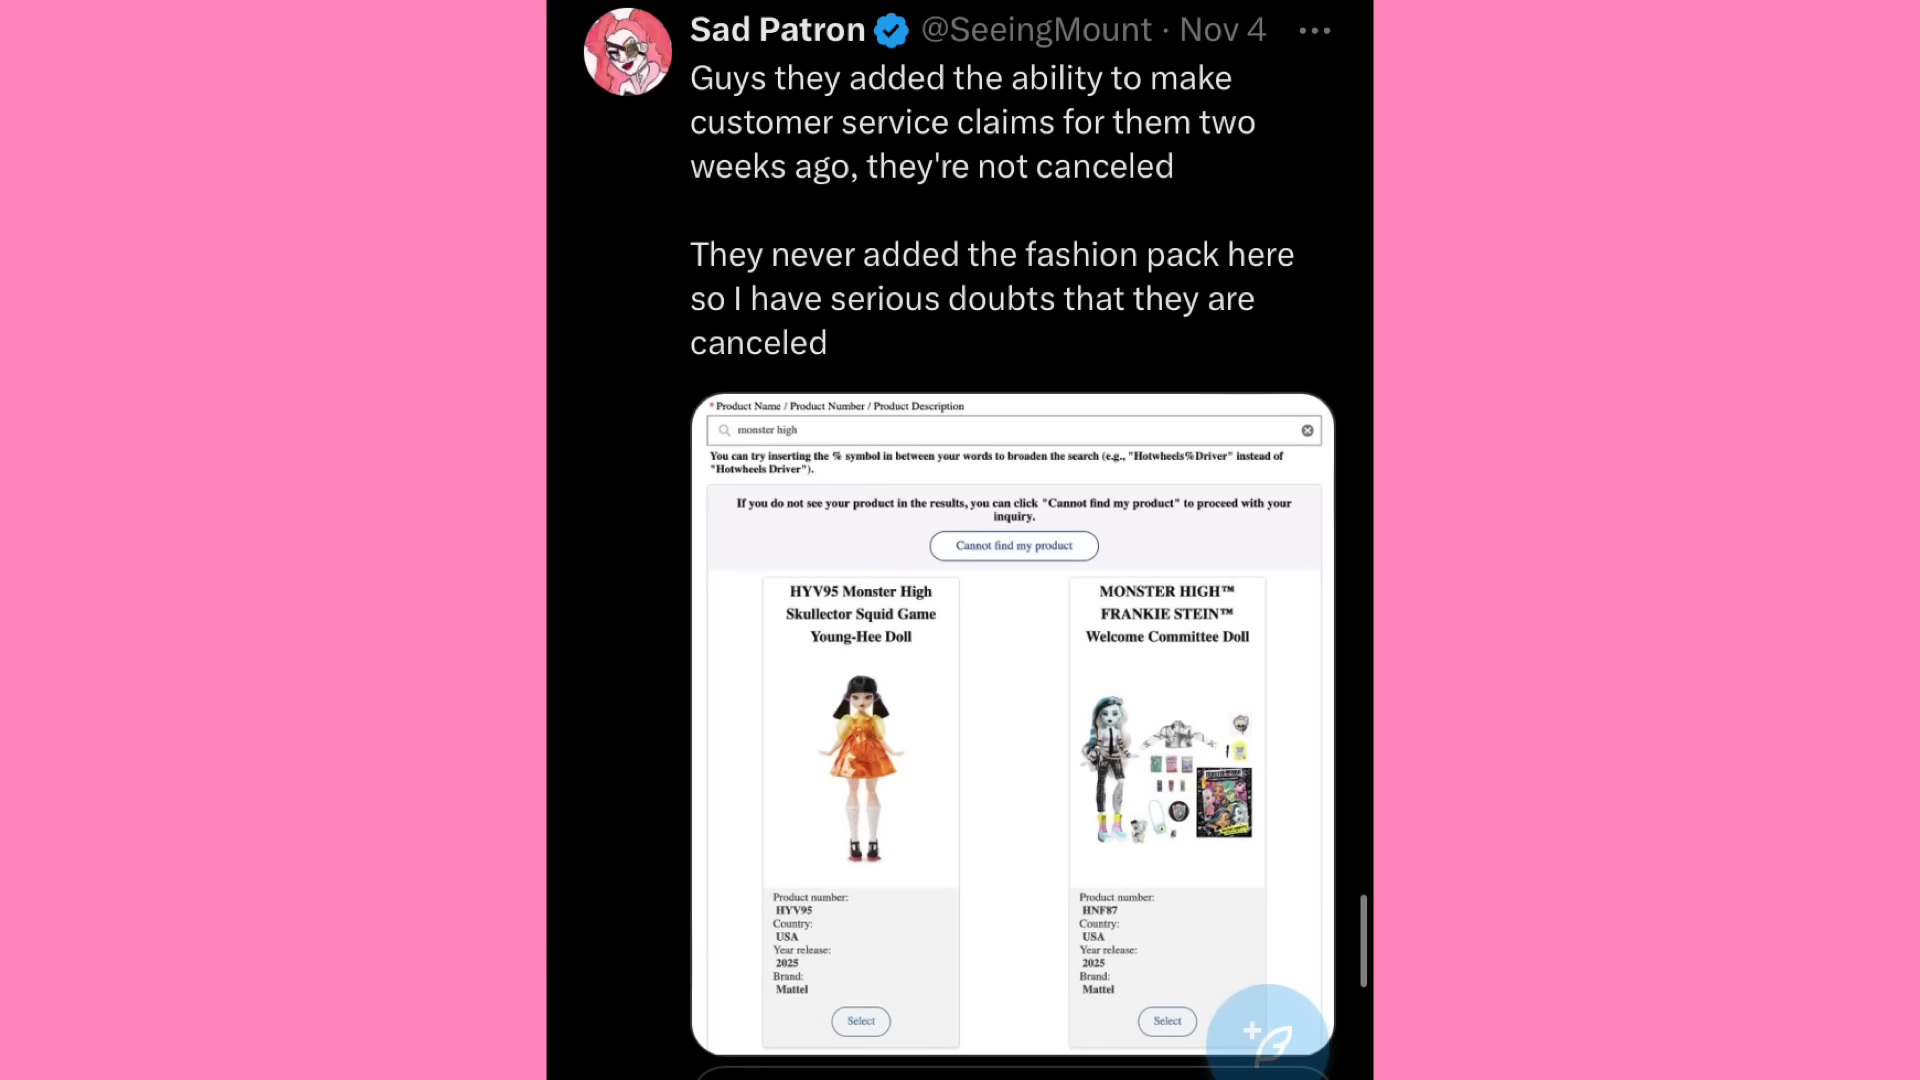 Sad Patron @SeeingMount · Nov 4 ···
Guys they added the ability to make
customer service claims for them two
weeks ago, they're not canceled
They never added the fashion pack here
so I have serious doubts that they are
canceled
* Product Name / Product Number / Product Description
monster high
You can try inserting the % symbol in between your words to broaden the search (e.g., "Hotwheels%Driver" instead of
"Hotwheels Driver").
If you do not see your product in the results, you can click "Cannot find my product" to proceed with your
inquiry.
Cannot find my product
HYV95 Monster High
Skullector Squid Game
Young-Hee Doll
Product number:
HYV95
Country:
USA
Year release:
2025
Brand:
Mattel
Select
MONSTER HIGH™
FRANKIE STEIN™
Welcome Committee Doll
Product number:
HNF87
Country:
USA
Year release:
2025
Brand:
Mattel
Select